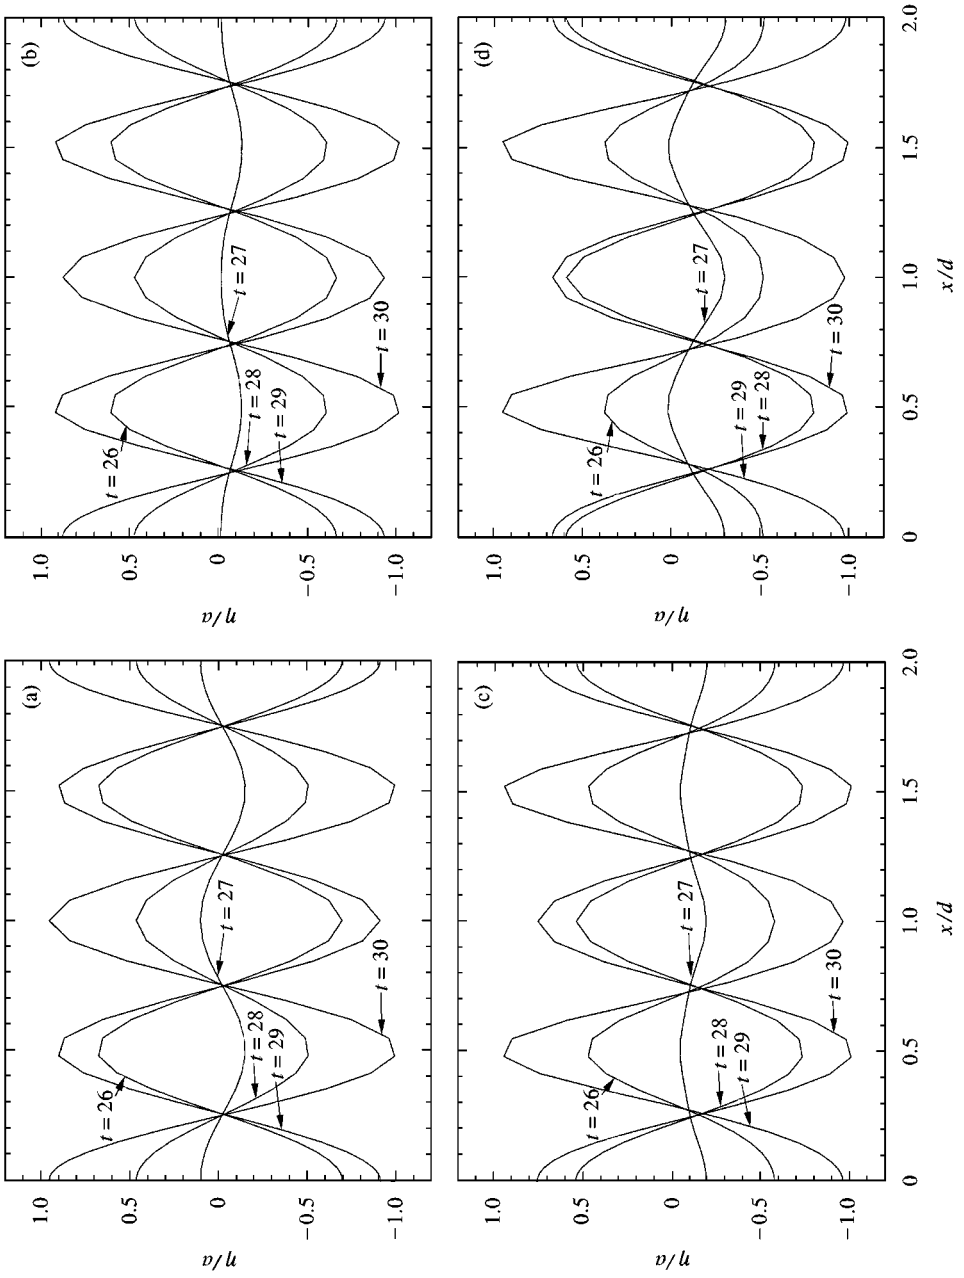 (a)
1.0
0.5
0
−0.5
−1.0
η/a
t = 26
t = 27
t = 28
t = 29
t = 30
(b)
1.0
0.5
0
−0.5
−1.0
η/a
t = 26
t = 27
t = 28
t = 29
t = 30
(c)
1.0
0.5
0
−0.5
−1.0
η/a
t = 26
t = 27
t = 28
t = 29
t = 30
0 0.5 1.0 1.5 2.0
x/d
(d)
1.0
0.5
0
−0.5
−1.0
η/a
t = 26
t = 27
t = 29
t = 28
t = 30
0 0.5 1.0 1.5 2.0
x/d